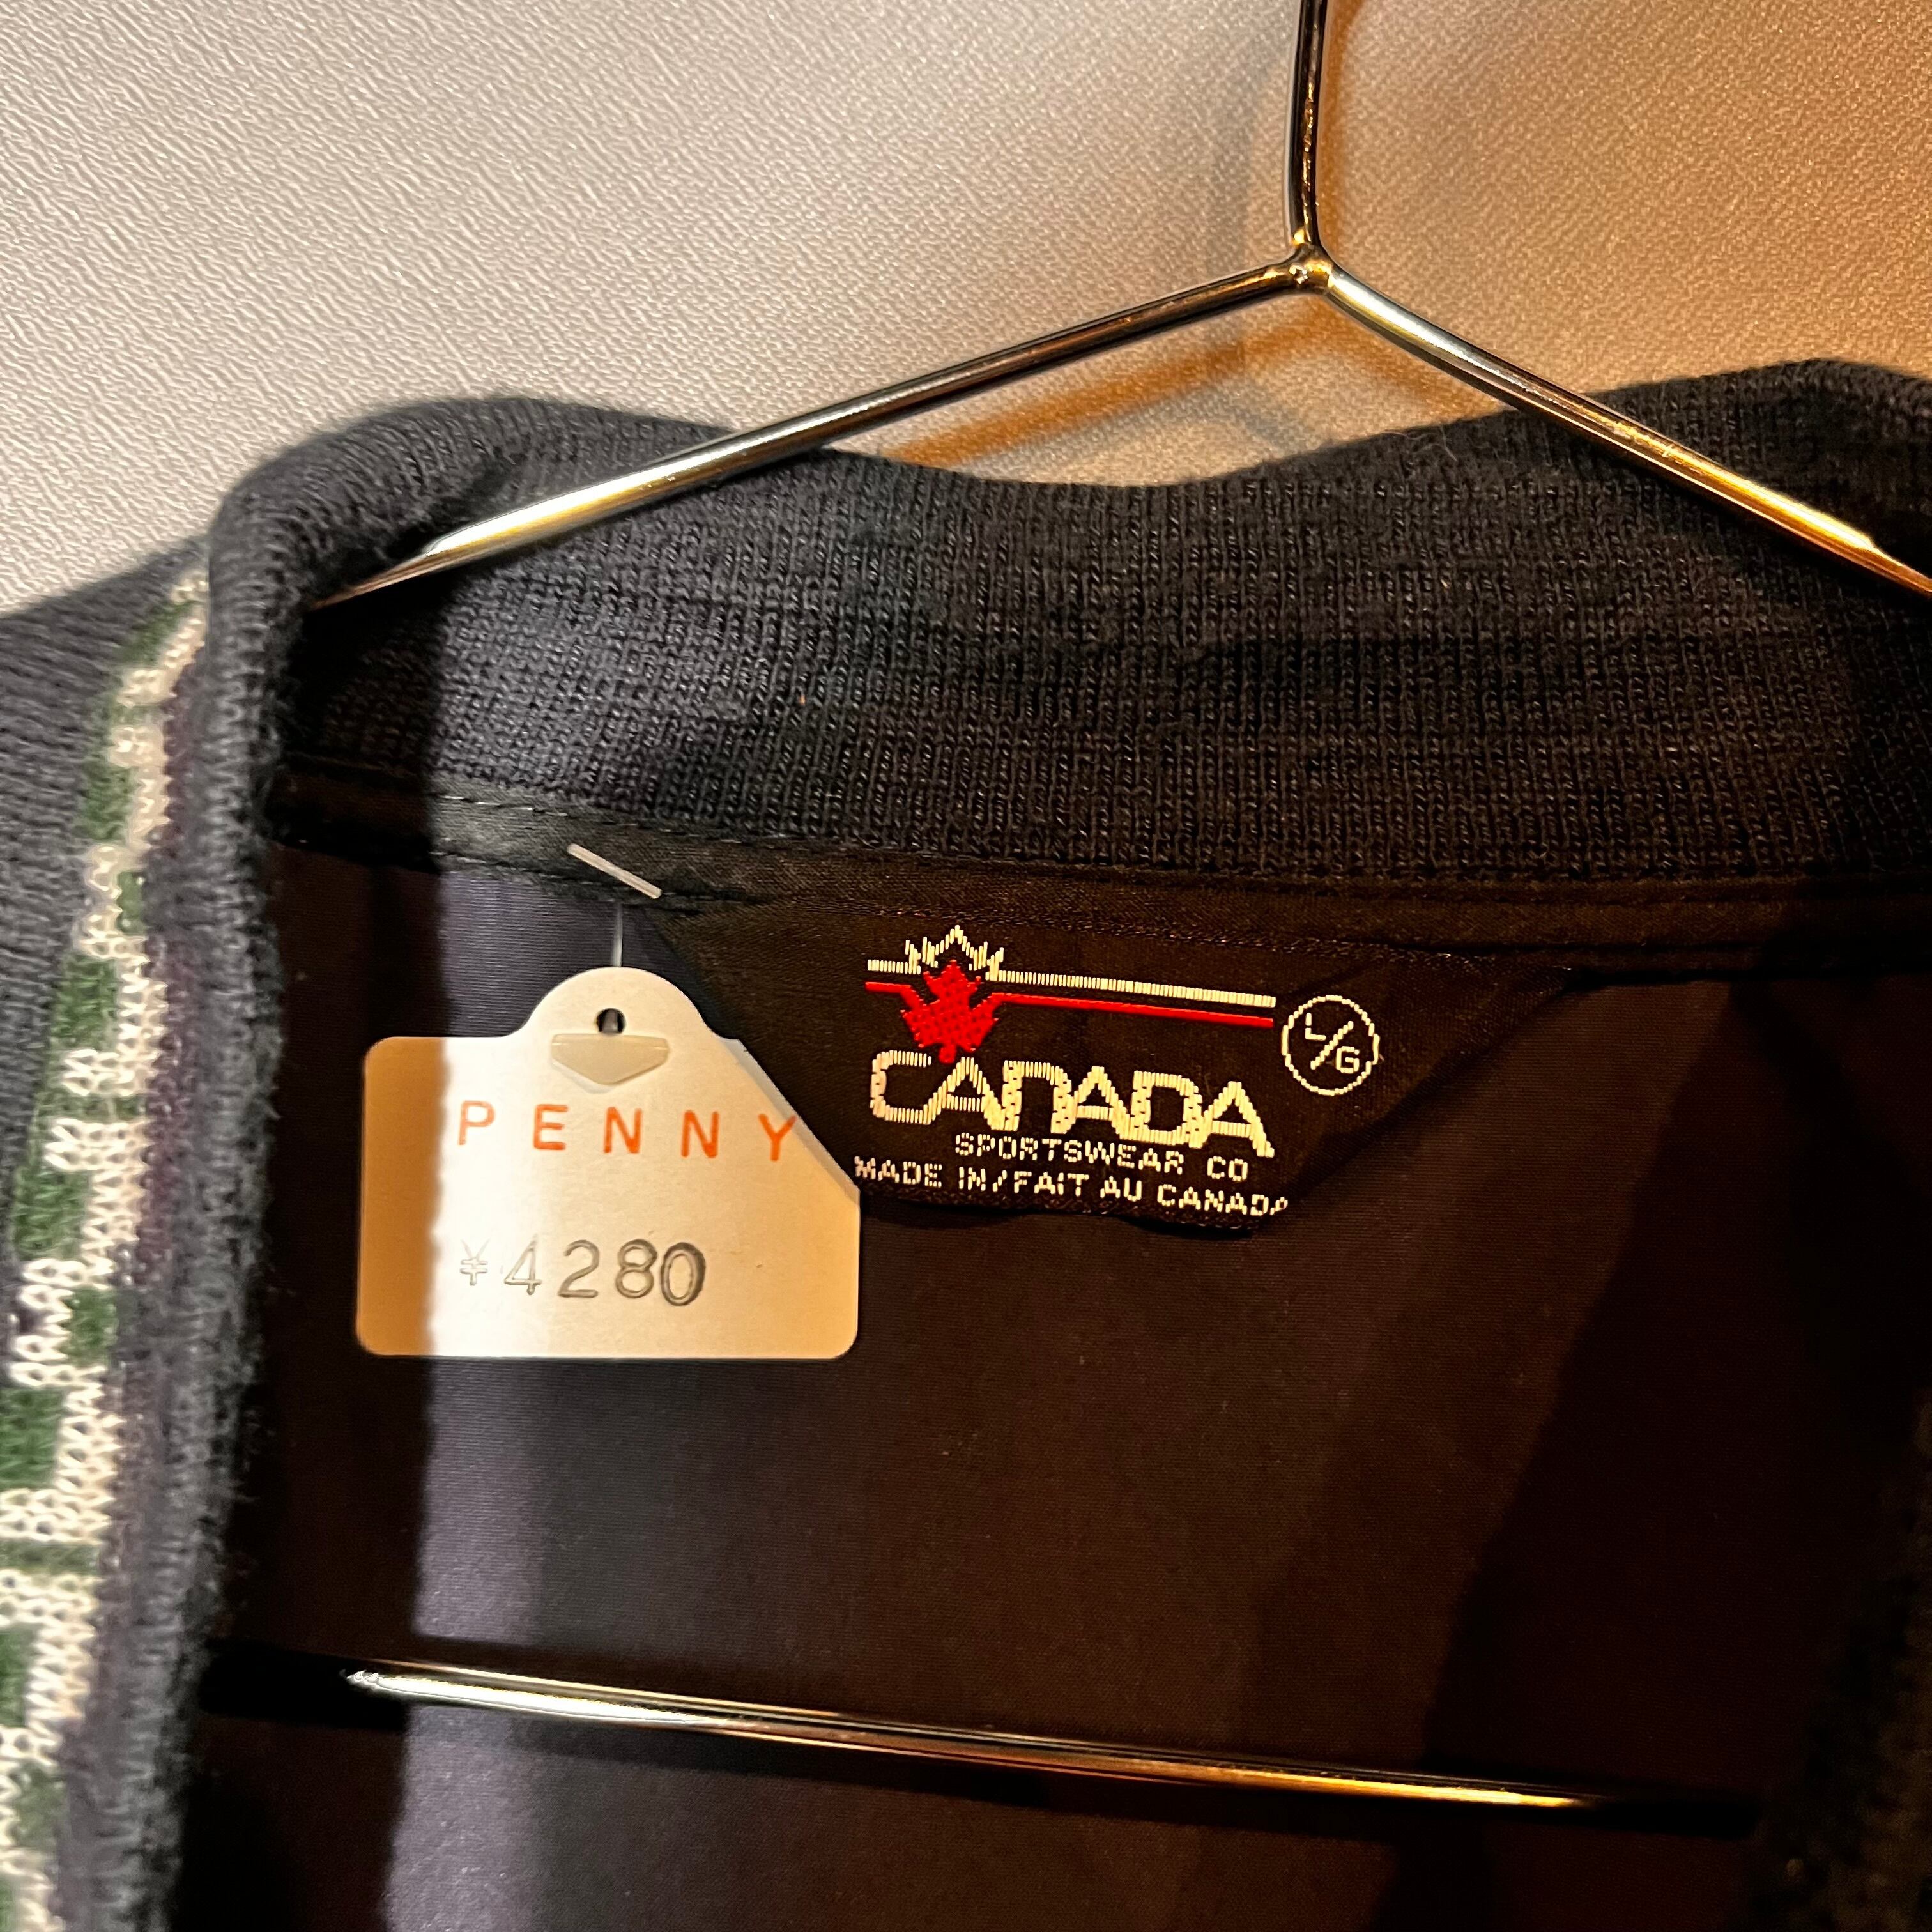 PENNY
¥4280
L/G
CANADA
SPORTSWEAR CO
MADE IN/FAIT AU CANADA